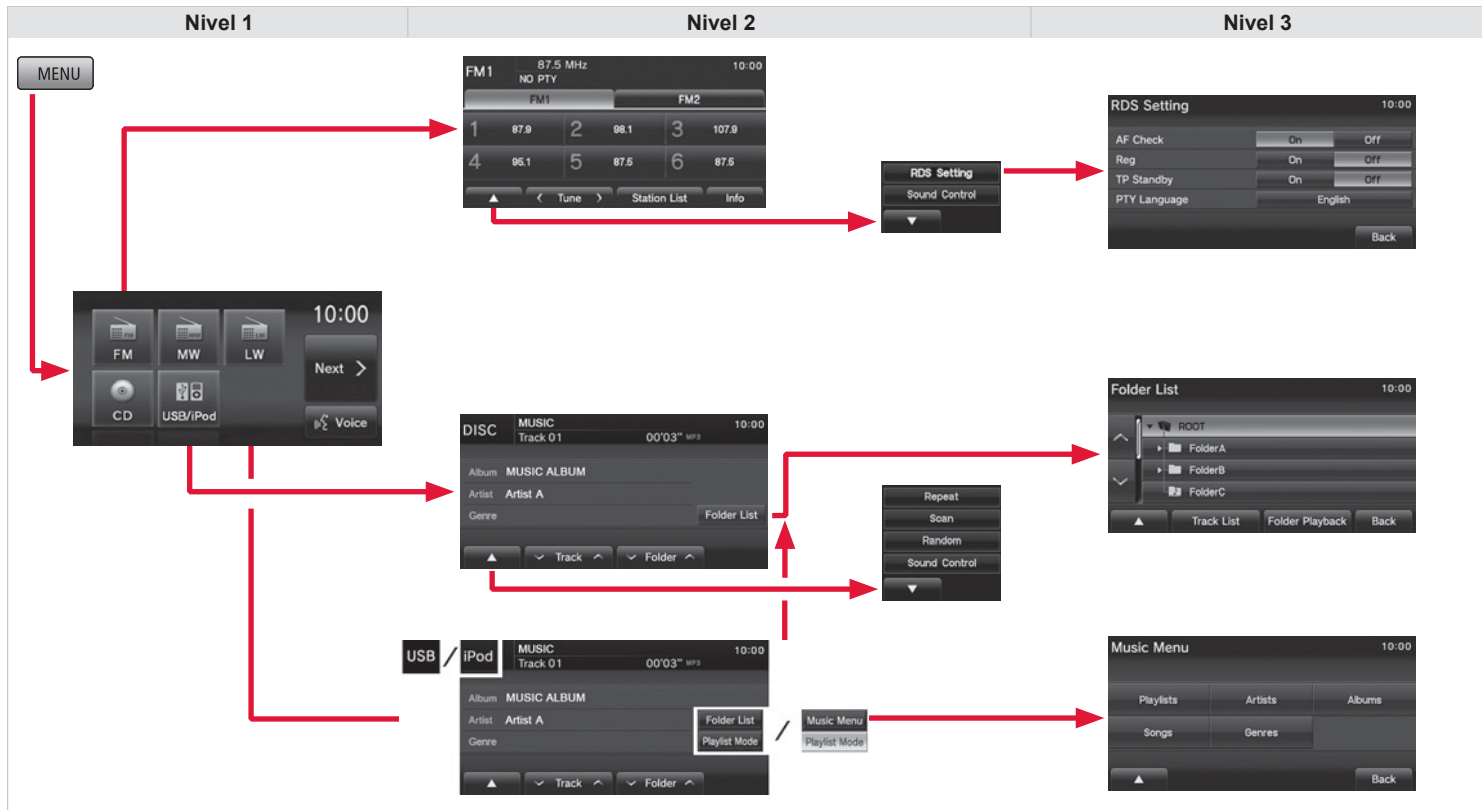 Nivel 1
Nivel 2
Nivel 3
MENU
FM1 87.5 MHz 10:00
NO PTY
FM1 FM2
1 87.9 2 98.1 3 107.9
4 95.1 5 87.5 6 87.5
▲ < Tune > Station List Info
RDS Setting
Sound Control
▼
RDS Setting 10:00
AF Check On Off
Reg On Off
TP Standby On Off
PTY Language English
Back
10:00
FM MW LW
Next >
CD USB/iPod
Voice
DISC MUSIC 10:00
Track 01 00'03" MP3
Album MUSIC ALBUM
Artist Artist A
Genre Folder List
▲ Track Folder
Repeat
Scan
Random
Sound Control
▼
Folder List 10:00
ROOT
FolderA
FolderB
FolderC
▲ Track List Folder Playback Back
USB / iPod MUSIC 10:00
Track 01 00'03" MP3
Album MUSIC ALBUM
Artist Artist A
Genre
Folder List / Music Menu
Playlist Mode Playlist Mode
▲ Track Folder
Music Menu 10:00
Playlists Artists Albums
Songs Genres
▲ Back